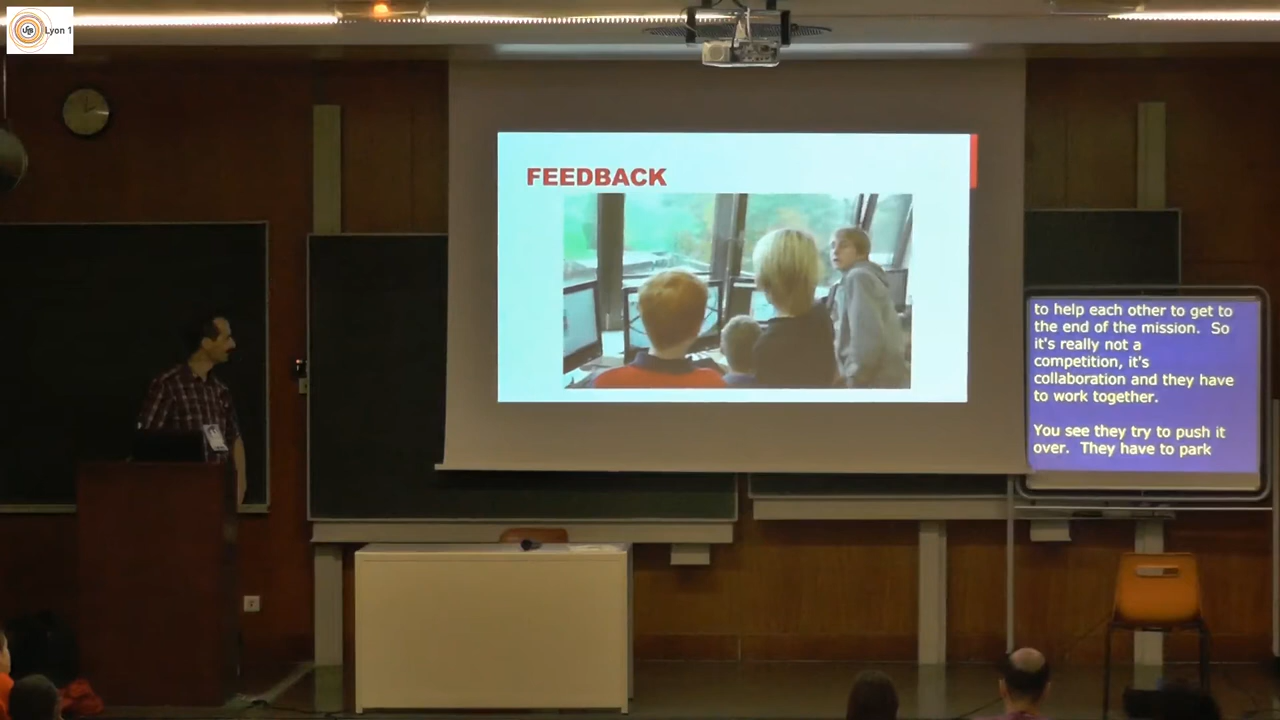 Lyon 1
FEEDBACK
to help each other to get to
the end of the mission.  So
it's really not a
competition, it's
collaboration and they have
to work together.
You see they try to push it
over.  They have to park